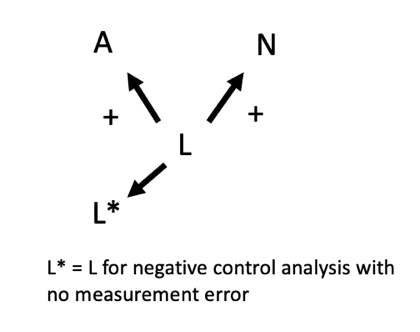 A N
+ +
L
L*
L* = L for negative control analysis with
no measurement error